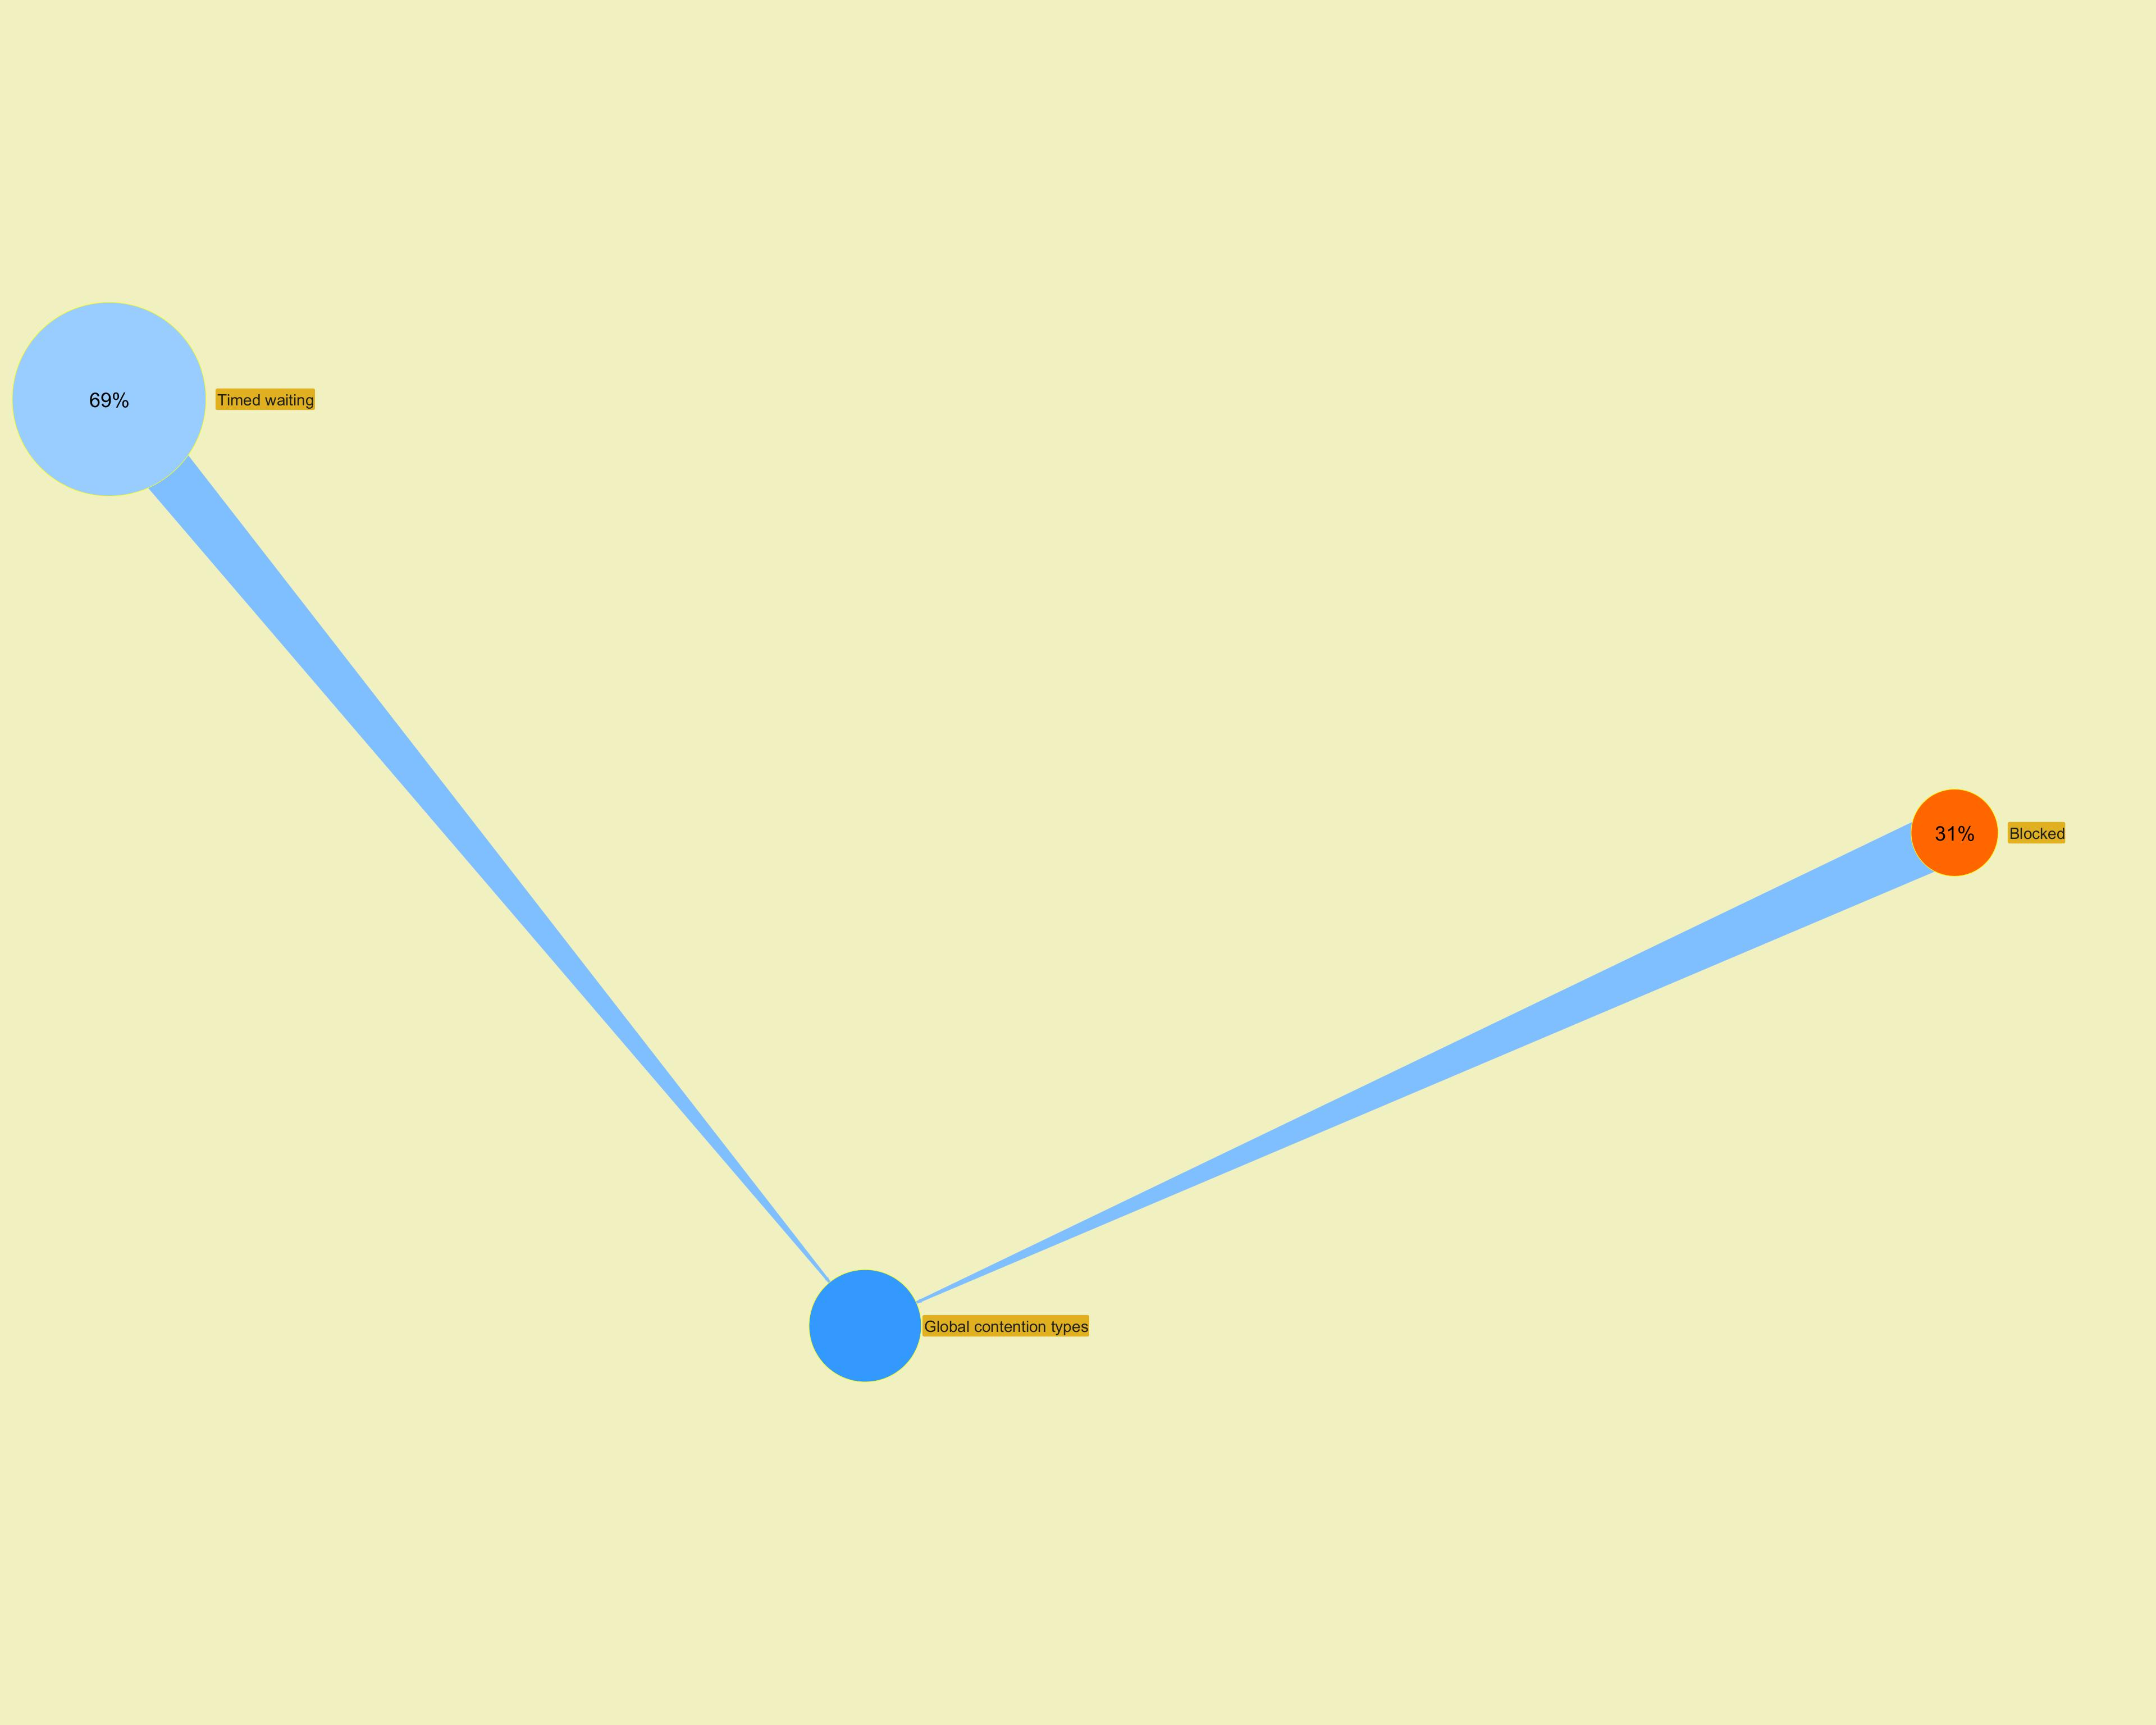 69%
Timed waiting
31%
Blocked
Global contention types